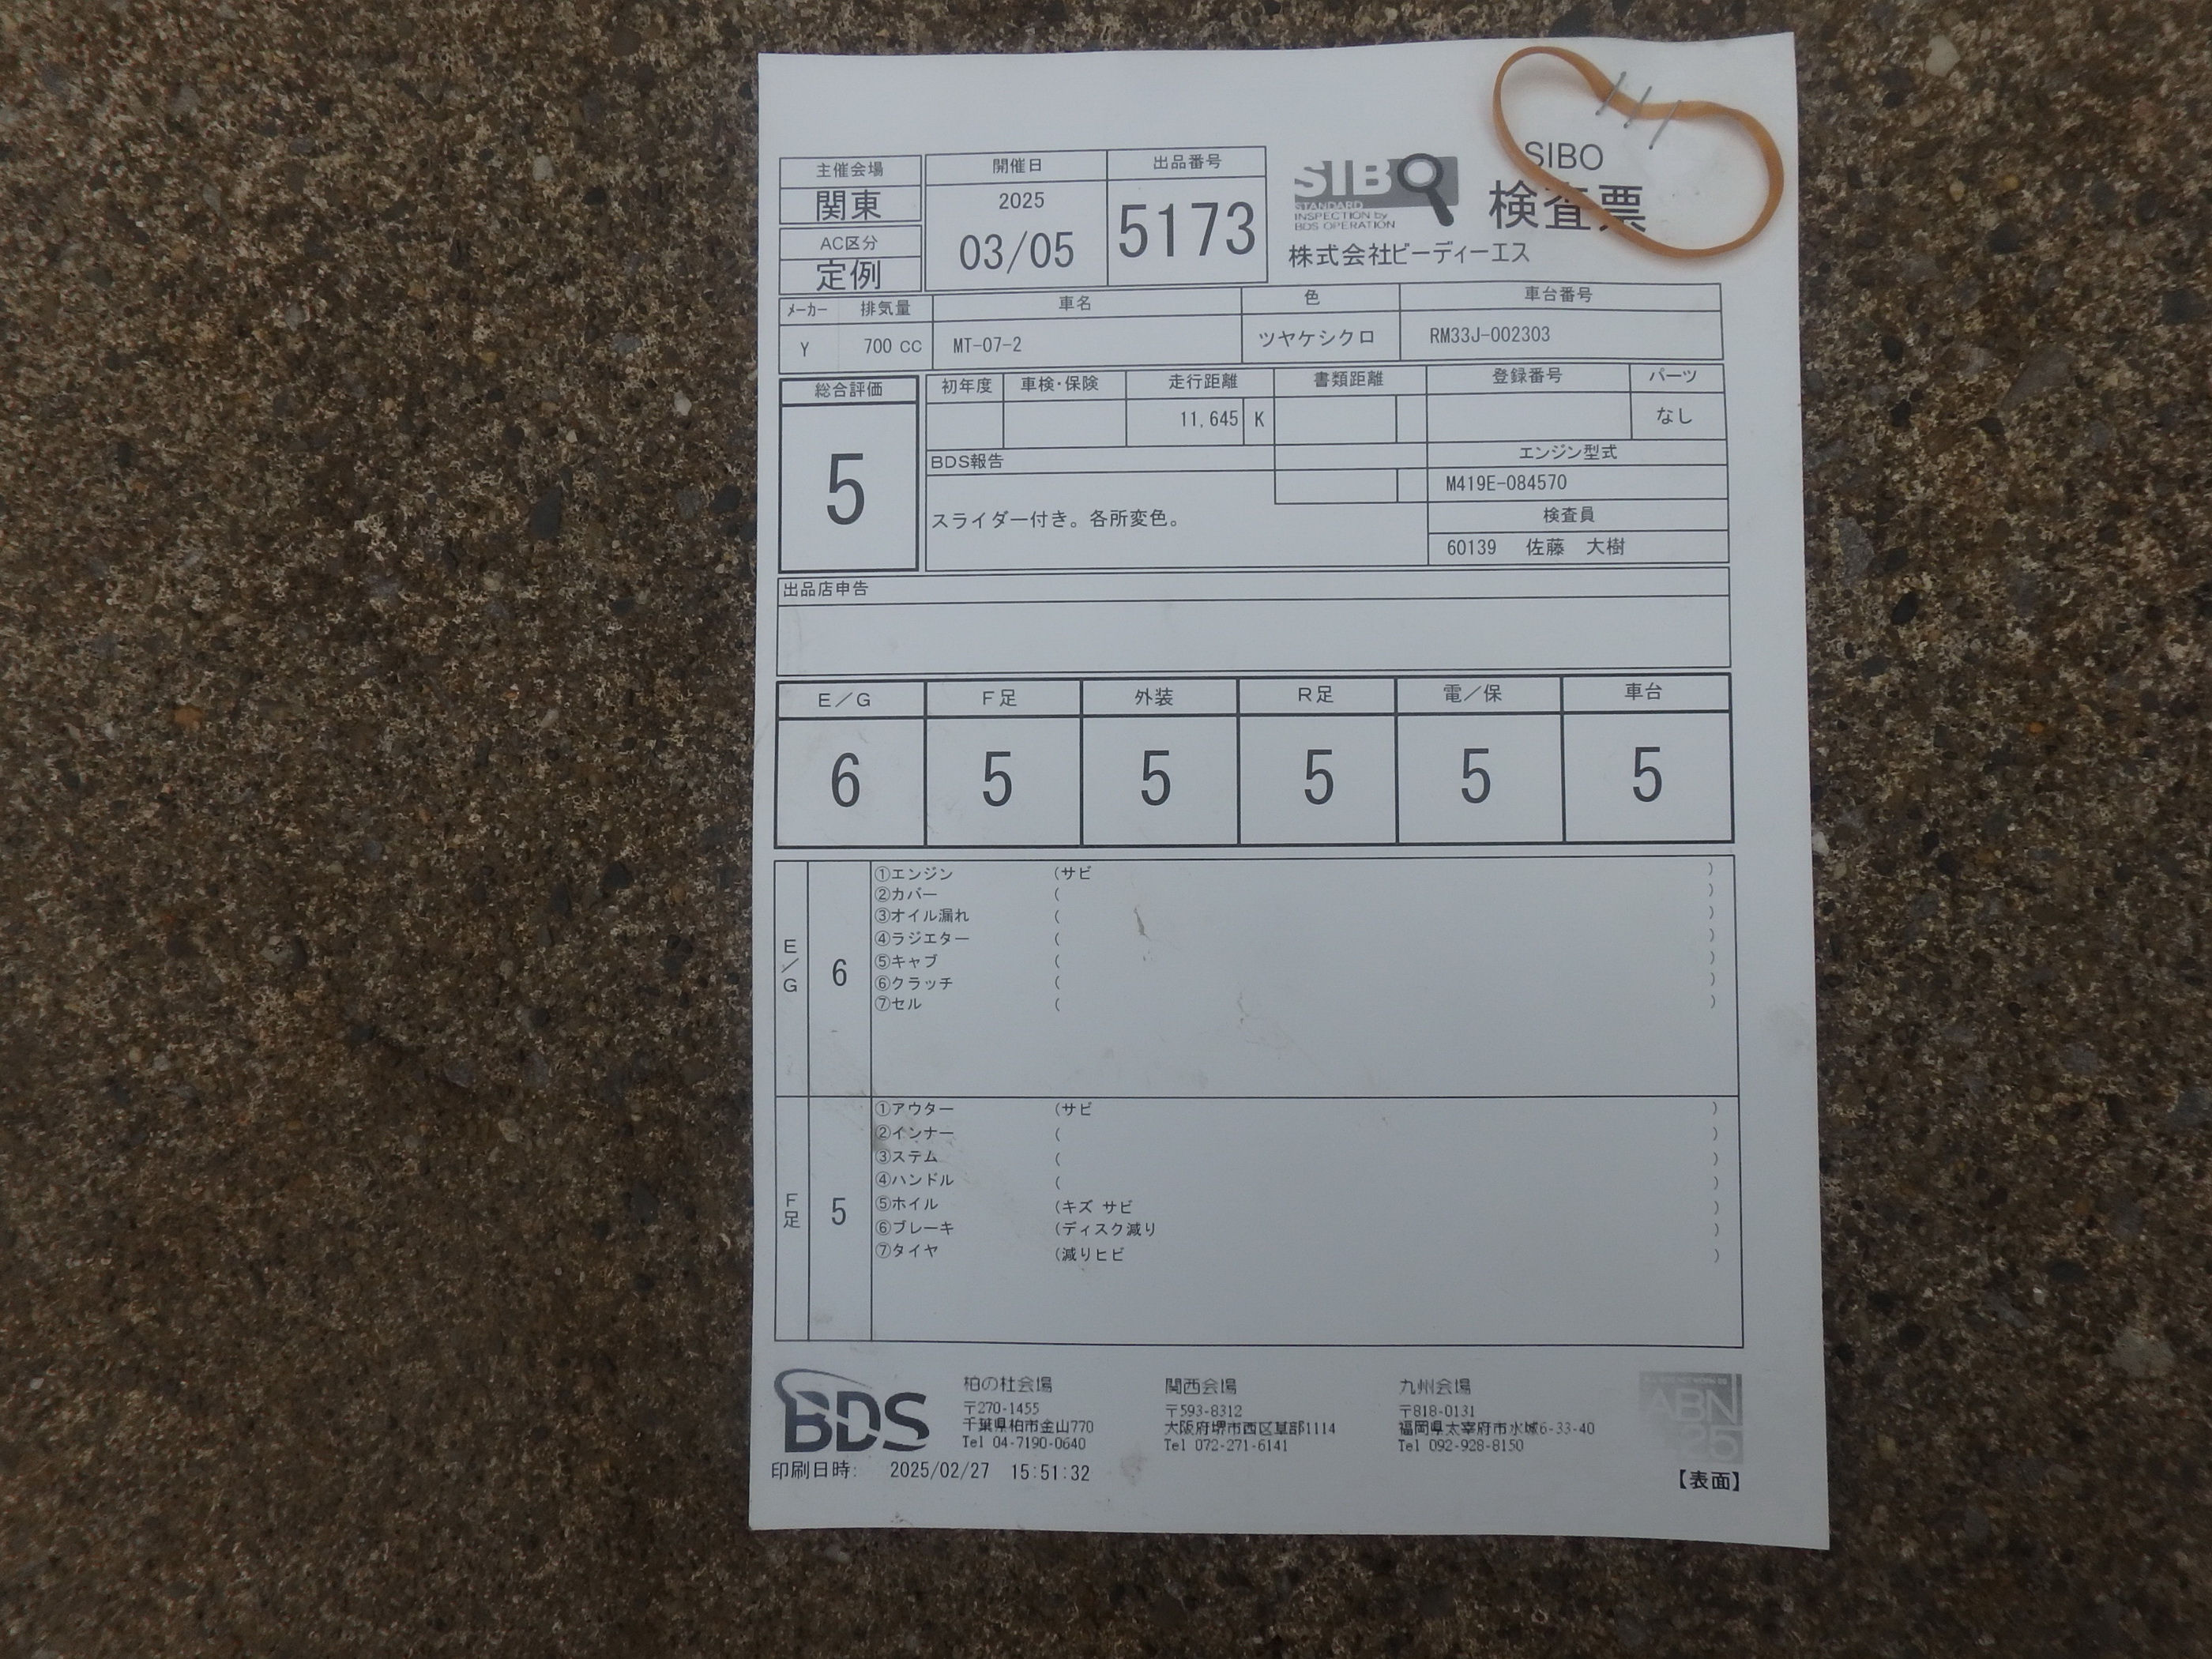 主催会場
関東
AC区分
定例
開催日
2025
03/05
出品番号
5173
SIBO
STANDARD
INSPECTION by
BDS OPERATION
SIBO
検査票
株式会社ビーディーエス
メーカー 排気量 車名 色 車台番号
Y 700 CC MT-07-2 ツヤケシクロ RM33J-002303
総合評価
5
初年度 車検・保険 走行距離 書類距離 登録番号 パーツ
11,645 K なし
BDS報告
スライダー付き。各所変色。
エンジン型式
M419E-084570
検査員
60139 佐藤 大樹
出品店申告
E/G F足 外装 R足 電/保 車台
6 5 5 5 5 5
E/G 6
①エンジン (サビ )
②カバー ( )
③オイル漏れ ( )
④ラジエター ( )
⑤キャブ ( )
⑥クラッチ ( )
⑦セル ( )
F足 5
①アウター (サビ )
②インナー ( )
③ステム ( )
④ハンドル ( )
⑤ホイル (キズ サビ )
⑥ブレーキ (ディスク減り )
⑦タイヤ (減りヒビ )
BDS
柏の杜会場
〒270-1455
千葉県柏市金山770
Tel 04-7190-0640
関西会場
〒593-8312
大阪府堺市西区草部1114
Tel 072-271-6141
九州会場
〒818-0131
福岡県太宰府市水城6-33-40
Tel 092-928-8150
ABN
25
印刷日時: 2025/02/27 15:51:32
【表面】